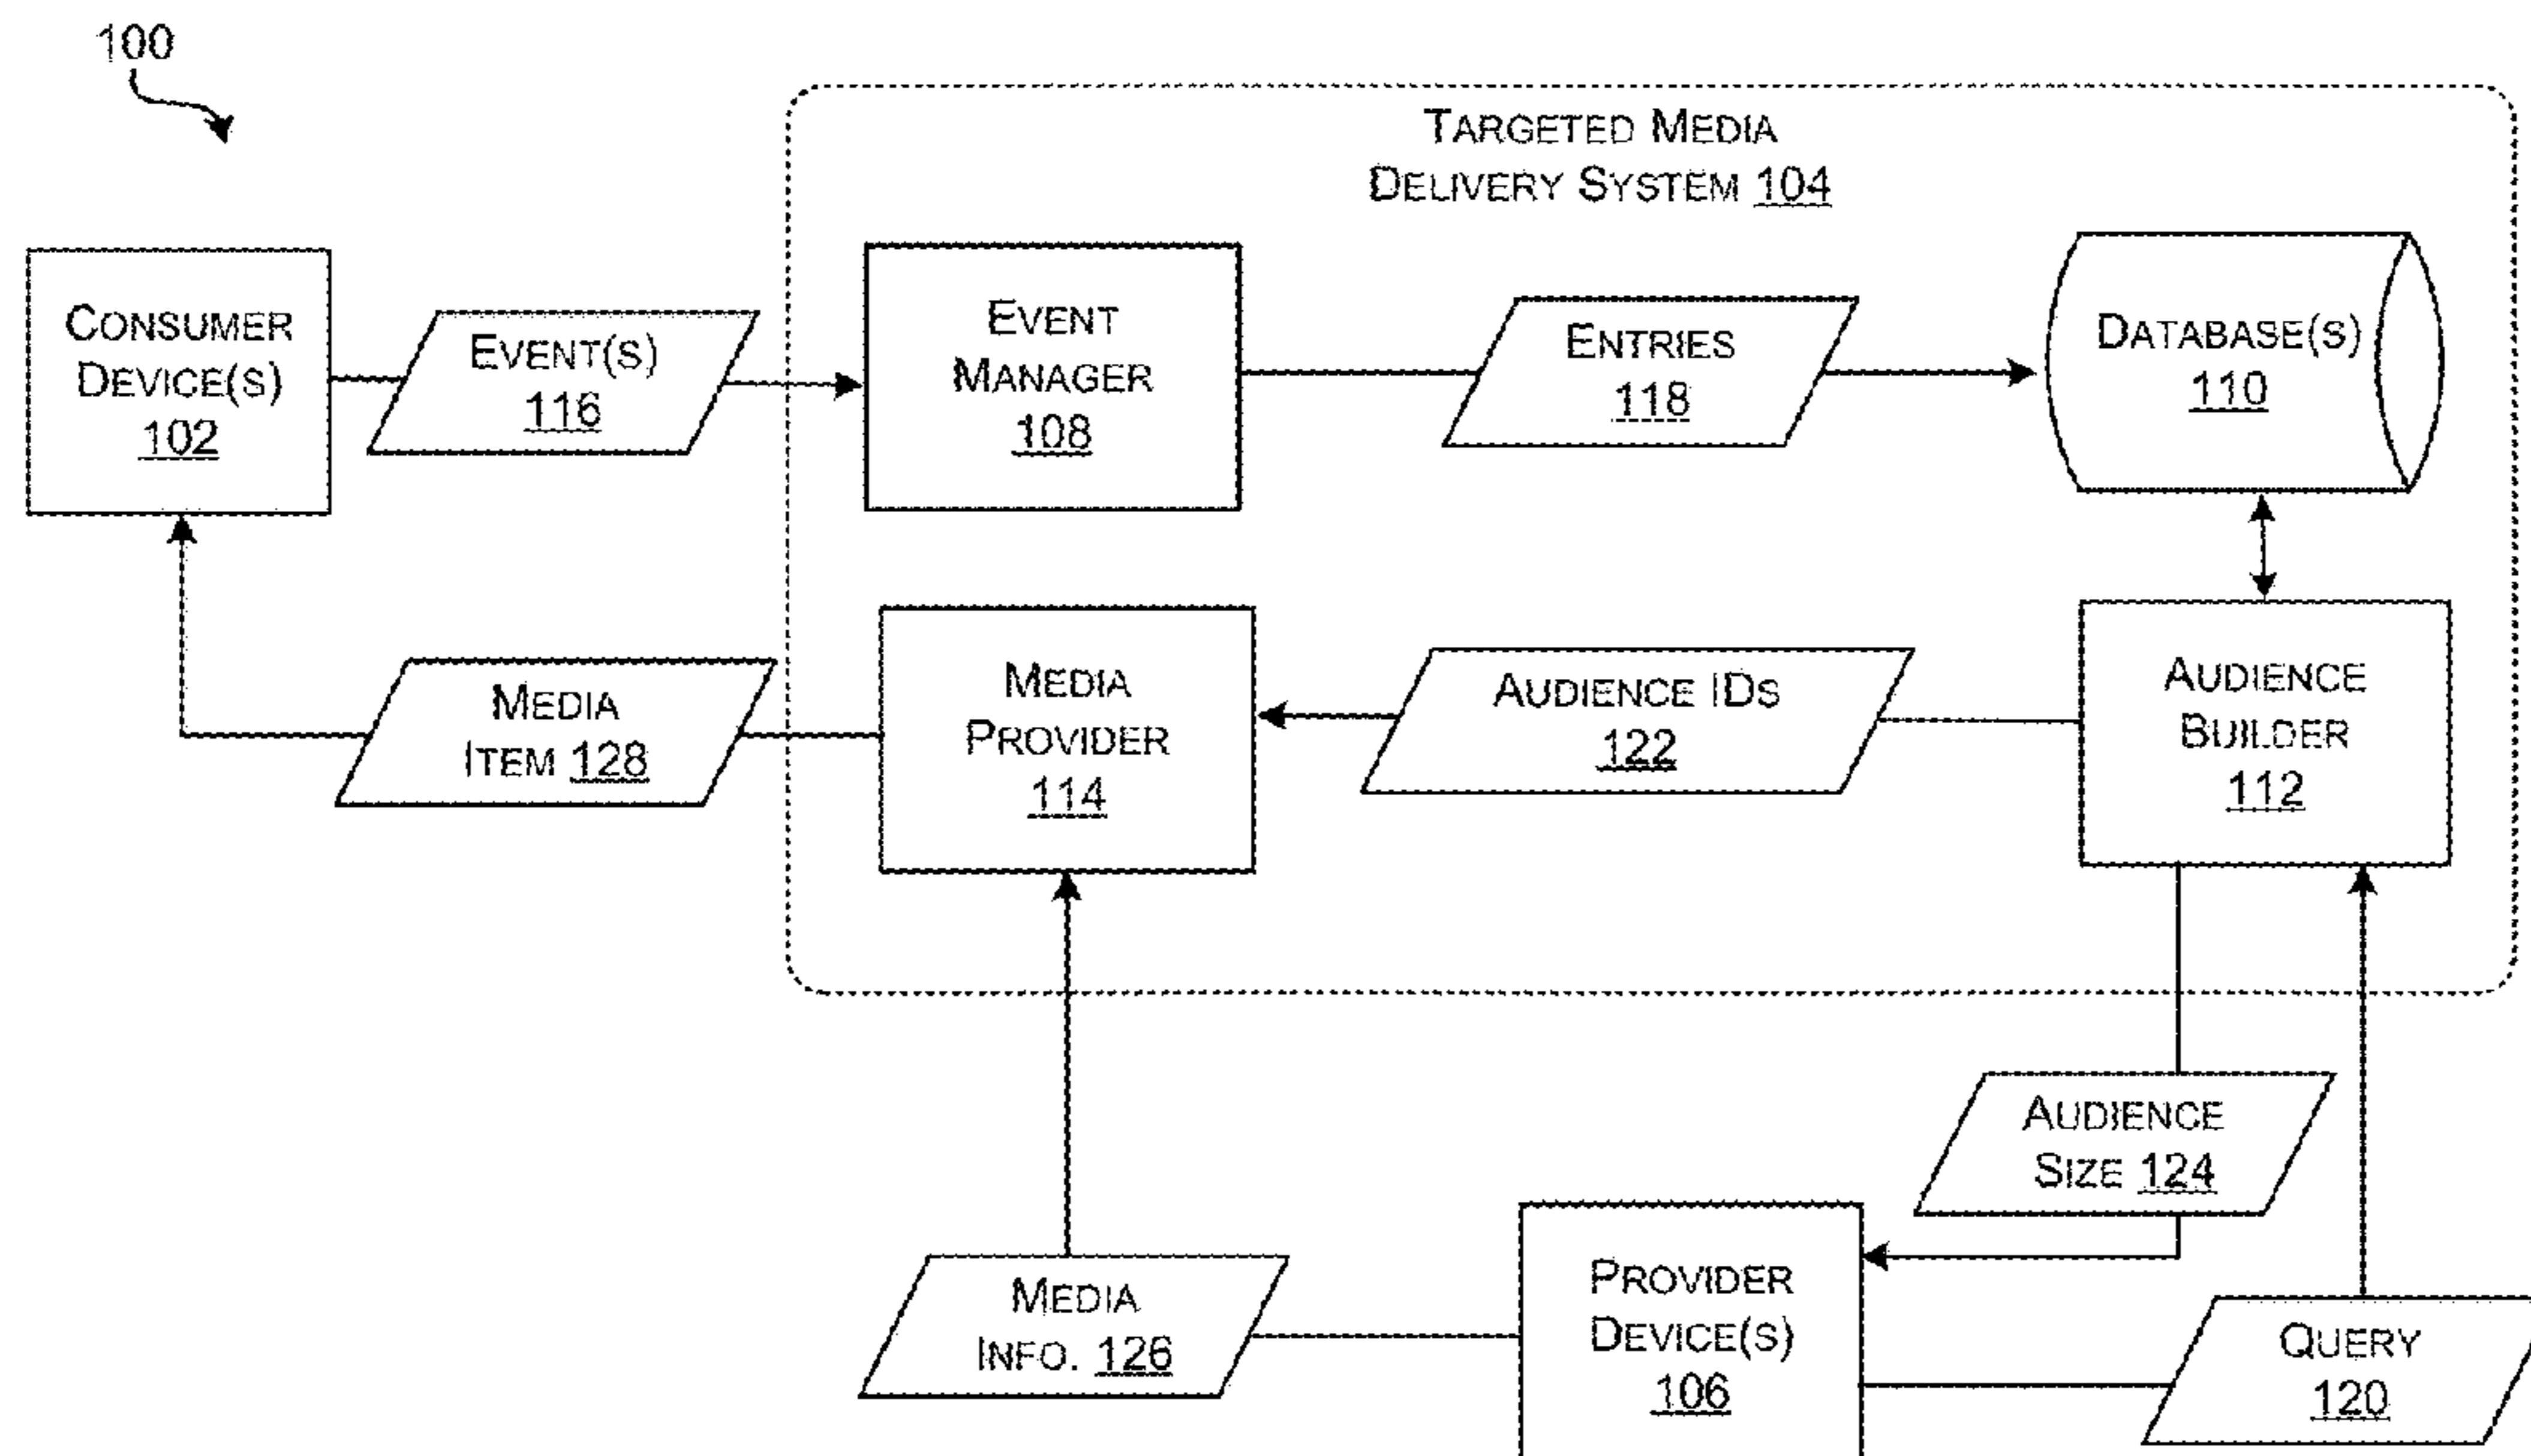 100
TARGETED MEDIA
DELIVERY SYSTEM 104
CONSUMER
DEVICE(S)
102
EVENT(S)
116
EVENT
MANAGER
108
ENTRIES
118
DATABASE(S)
110
MEDIA
ITEM 128
MEDIA
PROVIDER
114
AUDIENCE IDS
122
AUDIENCE
BUILDER
112
AUDIENCE
SIZE 124
MEDIA
INFO. 126
PROVIDER
DEVICE(S)
106
QUERY
120